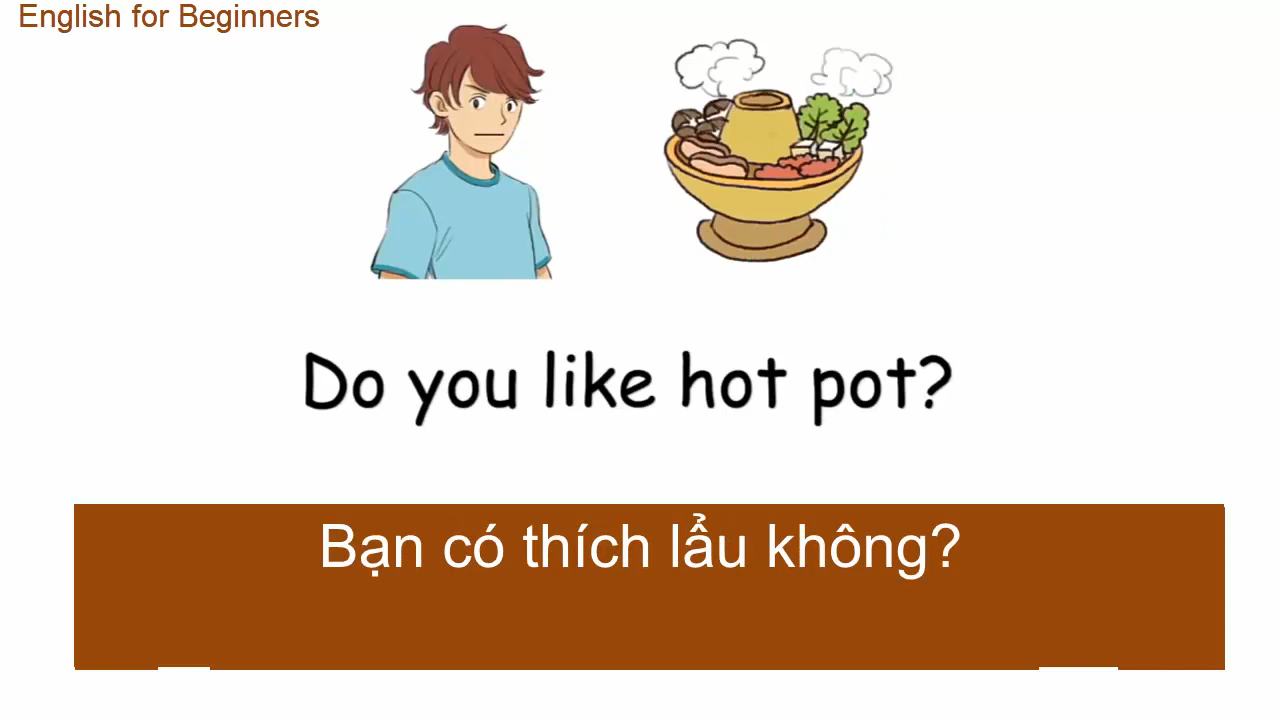 English for Beginners
Do you like hot pot?
Bạn có thích lẩu không?